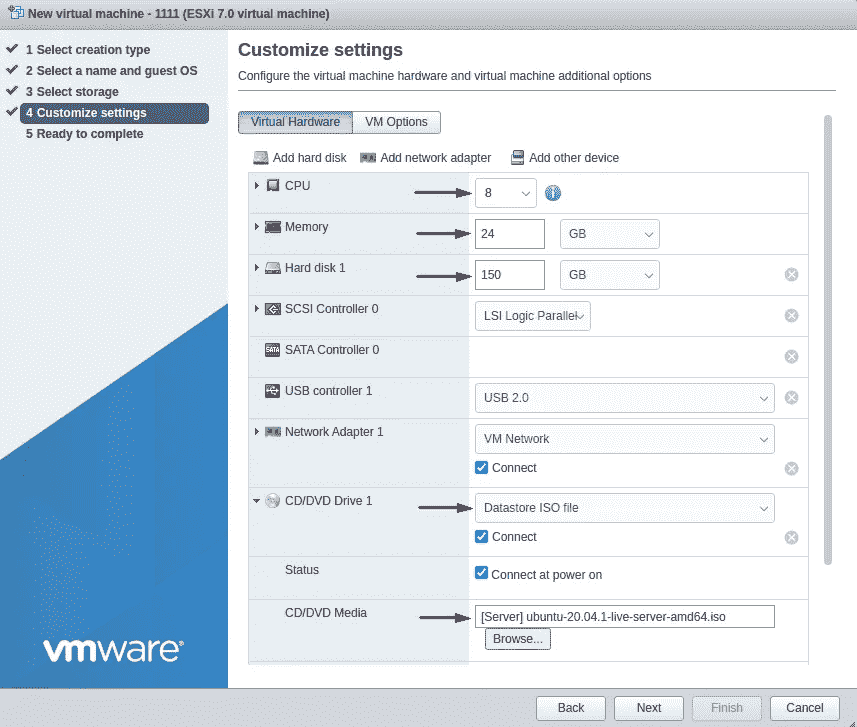 New virtual machine - 1111 (ESXi 7.0 virtual machine)
1 Select creation type
2 Select a name and guest OS
3 Select storage
4 Customize settings
5 Ready to complete
Customize settings
Configure the virtual machine hardware and virtual machine additional options
Virtual Hardware VM Options
Add hard disk Add network adapter Add other device
CPU 8
Memory 24 GB
Hard disk 1 150 GB
SCSI Controller 0 LSI Logic Parallel
SATA SATA Controller 0
USB controller 1 USB 2.0
Network Adapter 1 VM Network
Connect
CD/DVD Drive 1 Datastore ISO file
Connect
Status Connect at power on
CD/DVD Media [Server] ubuntu-20.04.1-live-server-amd64.iso
Browse...
vmware®
Back Next Finish Cancel